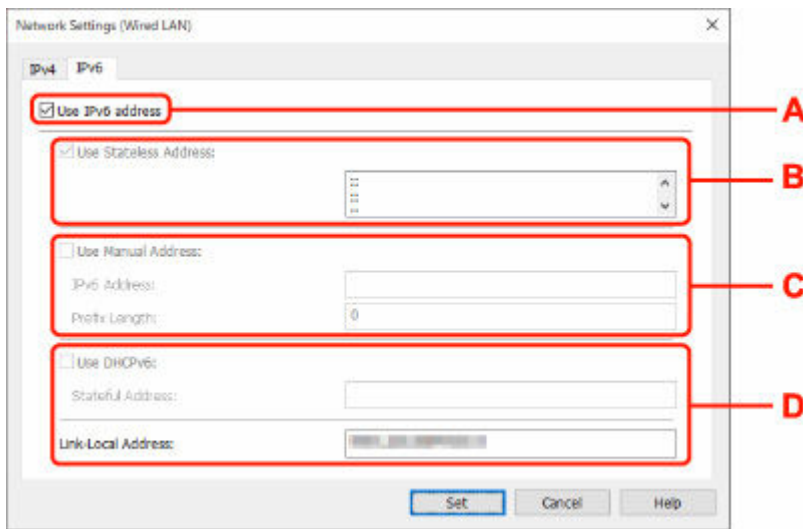 Network Settings (Wired LAN)
IPv4 IPv6
Use IPv6 address
A
Use Stateless Address:
::
::
::
B
Use Manual Address:
IPv6 Address:
Prefix Length: 0
C
Use DHCPv6:
Stateful Address:
D
Link-Local Address:
Set Cancel Help